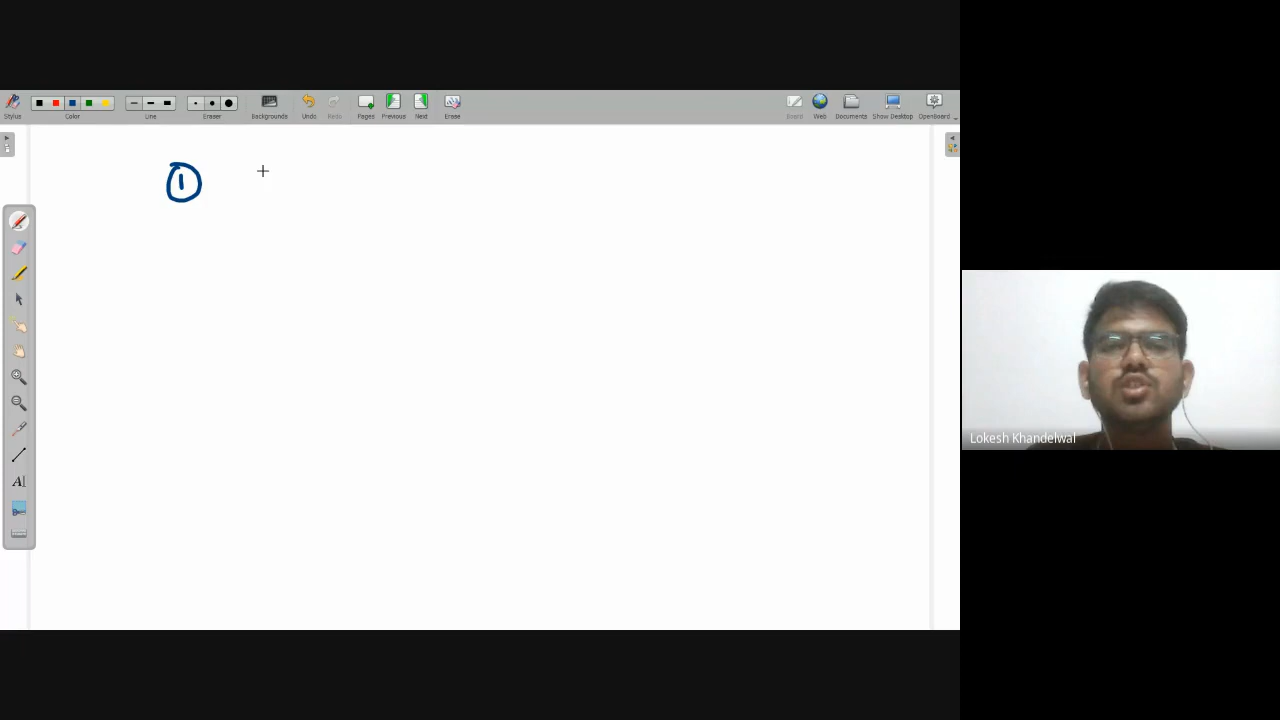 Stylus Color Line Eraser Backgrounds Undo Redo Pages Previous Next Erase Board Web Documents Show Desktop OpenBoard
1
A
Lokesh Khandelwal